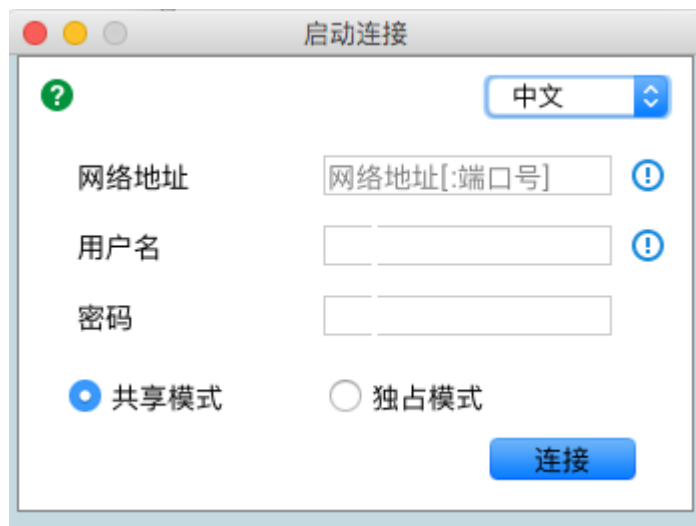 启动连接
中文
网络地址 网络地址[:端口号]
用户名
密码
共享模式 独占模式
连接